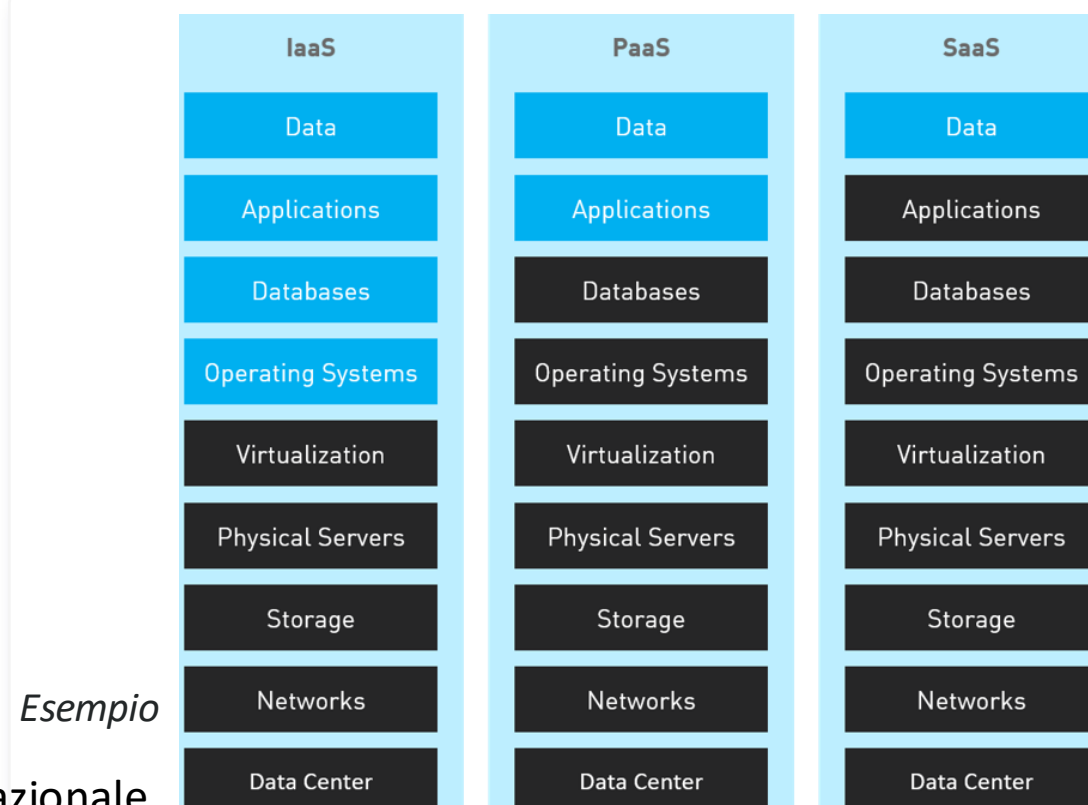 IaaS PaaS SaaS
Data Data Data
Applications Applications Applications
Databases Databases Databases
Operating Systems Operating Systems Operating Systems
Virtualization Virtualization Virtualization
Physical Servers Physical Servers Physical Servers
Storage Storage Storage
Esempio Networks Networks Networks
azionale Data Center Data Center Data Center